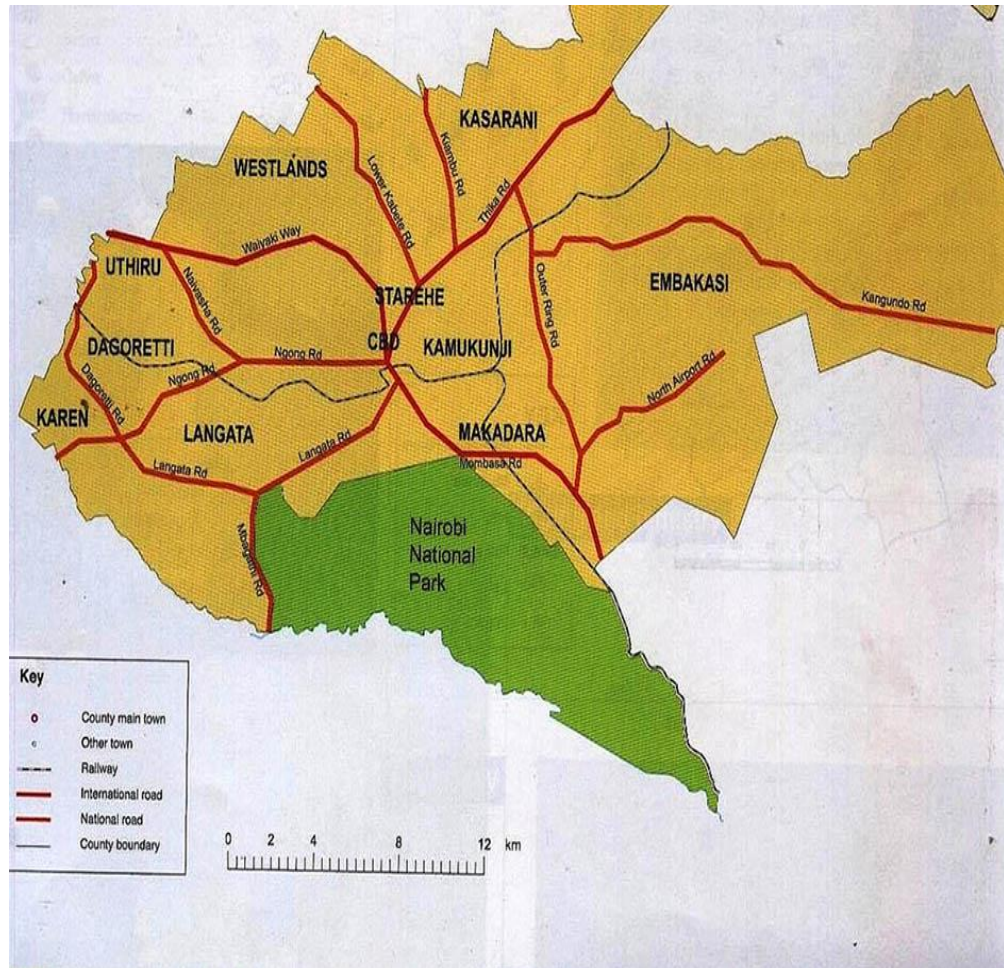 KASARANI
WESTLANDS
Kiambu Rd
Lower Kabete Rd
Thika Rd
Waiyaki Way
UTHIRU
Naivasha Rd
STAREHE
EMBAKASI
Outer Ring Rd
Kangundo Rd
CBD
KAMUKUNJI
DAGORETTI
Ngong Rd
Ngong Rd
North Airport Rd
Dagoretti Rd
KAREN
LANGATA
Langata Rd
MAKADARA
Mombasa Rd
Langata Rd
Mbagathi Rd
Nairobi
National
Park
Key
County main town
Other town
Railway
International road
National road
County boundary
0 2 4 8 12 km